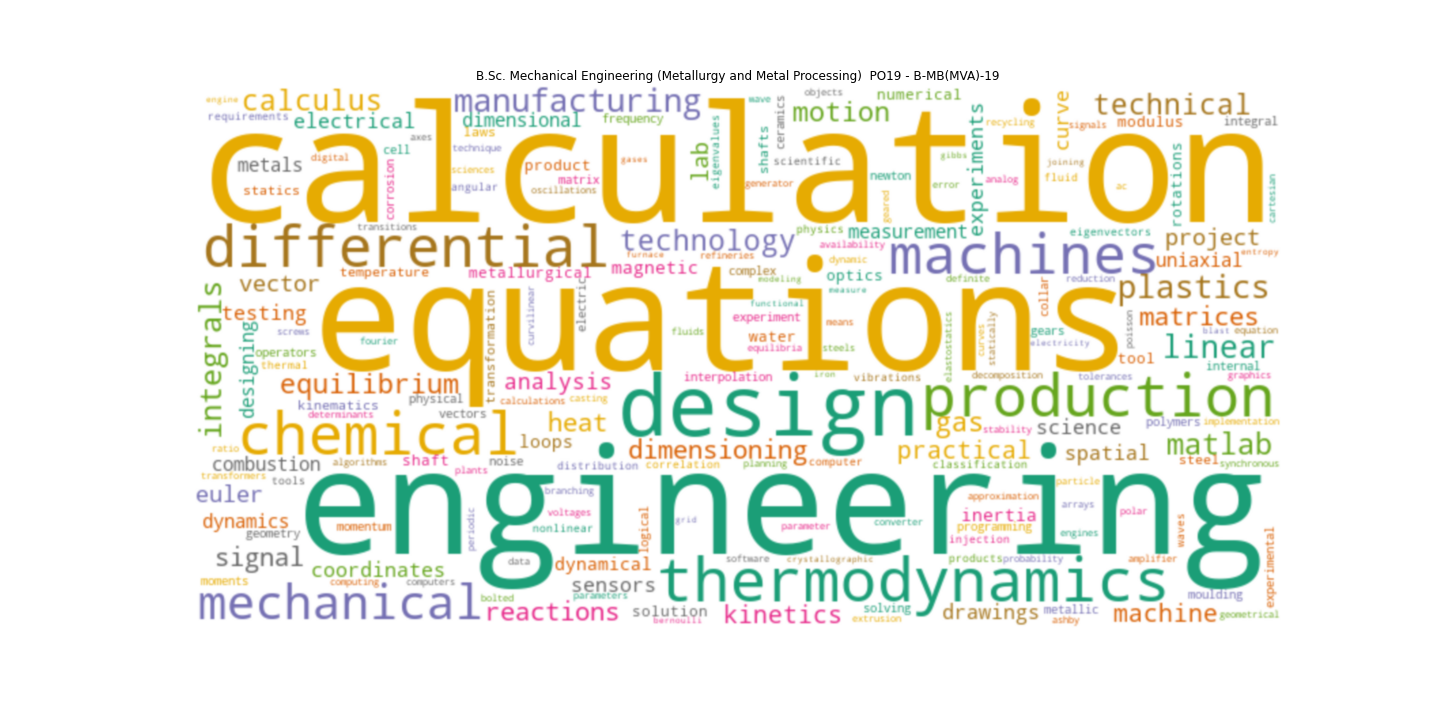 B.Sc. Mechanical Engineering (Metallurgy and Metal Processing)  PO19 - B-MB(MVA)-19
engine calculus manufacturing wave objects numerical curve technical
requirements electrical dimensional frequency ceramics motion experiments recycling signals modulus integral
calculation
axes laws lab eigenvalues shafts
metals digital cell technique product gases scientific gibbs joining rotations
statics corrosion sciences angular matrix oscillations generator newton error analog fluid ac cartesian
geared
transitions physics measurement eigenvectors project
differential technology availability machines uniaxial entropy
furnace refineries dynamic
temperature metallurgical magnetic complex modeling optics definite reduction
vector electric measure collar plastics
equations
integrals testing transformation curvilinear functional experiment means matrices
designing screws fourier fluids water elastostatics curves statically gears electricity poisson blast equation
operators equilibria steels tool linear
thermal internal
equilibrium analysis interpolation iron vibrations decomposition tolerances graphics
kinematics physical calculations casting design production
determinants vectors heat gas stability science polymers implementation
chemical loops dimensioning practical spatial matlab
ratio combustion algorithms shaft noise distribution correlation planning computer classification steel synchronous
transformers tools plants
engineering
euler branching particle
dynamics momentum periodic voltages nonlinear logical grid parameter converter approximation arrays polar
geometry inertia programming engines waves
injection
signal data dynamical software crystallographic products probability amplifier experimental
coordinates
moments computing computers sensors thermodynamics
mechanical bolted parameters moulding
reactions solution kinetics solving drawings metallic machine geometrical
bernoulli extrusion ashby